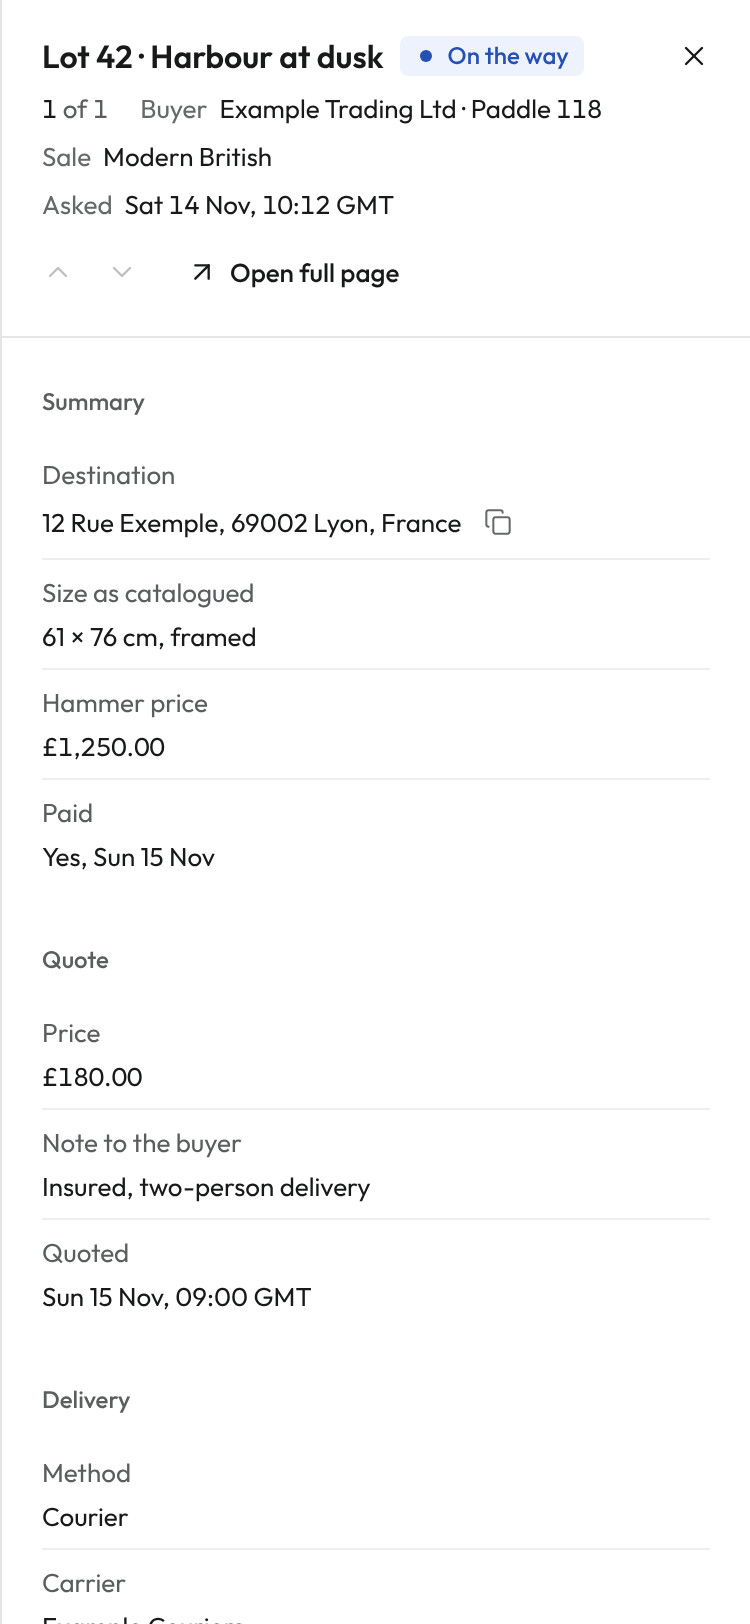 Lot 42 · Harbour at dusk On the way
1 of 1 Buyer Example Trading Ltd · Paddle 118
Sale Modern British
Asked Sat 14 Nov, 10:12 GMT
Open full page
Summary
Destination
12 Rue Exemple, 69002 Lyon, France
Size as catalogued
61 × 76 cm, framed
Hammer price
£1,250.00
Paid
Yes, Sun 15 Nov
Quote
Price
£180.00
Note to the buyer
Insured, two-person delivery
Quoted
Sun 15 Nov, 09:00 GMT
Delivery
Method
Courier
Carrier